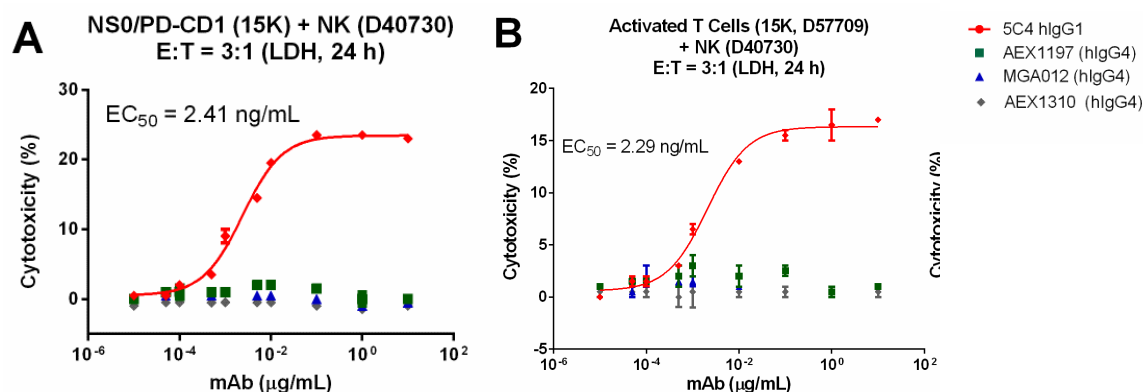 A
NS0/PD-CD1 (15K) + NK (D40730)
E:T = 3:1 (LDH, 24 h)
EC50 = 2.41 ng/mL
Cytotoxicity (%)
30
20
10
0
10-6
10-4
10-2
100
102
mAb (μg/mL)
B
Activated T Cells (15K, D57709)
+ NK (D40730)
E:T = 3:1 (LDH, 24 h)
EC50 = 2.29 ng/mL
Cytotoxicity (%)
20
15
10
5
0
-5
10-6
10-4
10-2
100
102
mAb (μg/mL)
Cytotoxicity (%)
5C4 hIgG1
AEX1197 (hIgG4)
MGA012 (hIgG4)
AEX1310 (hIgG4)